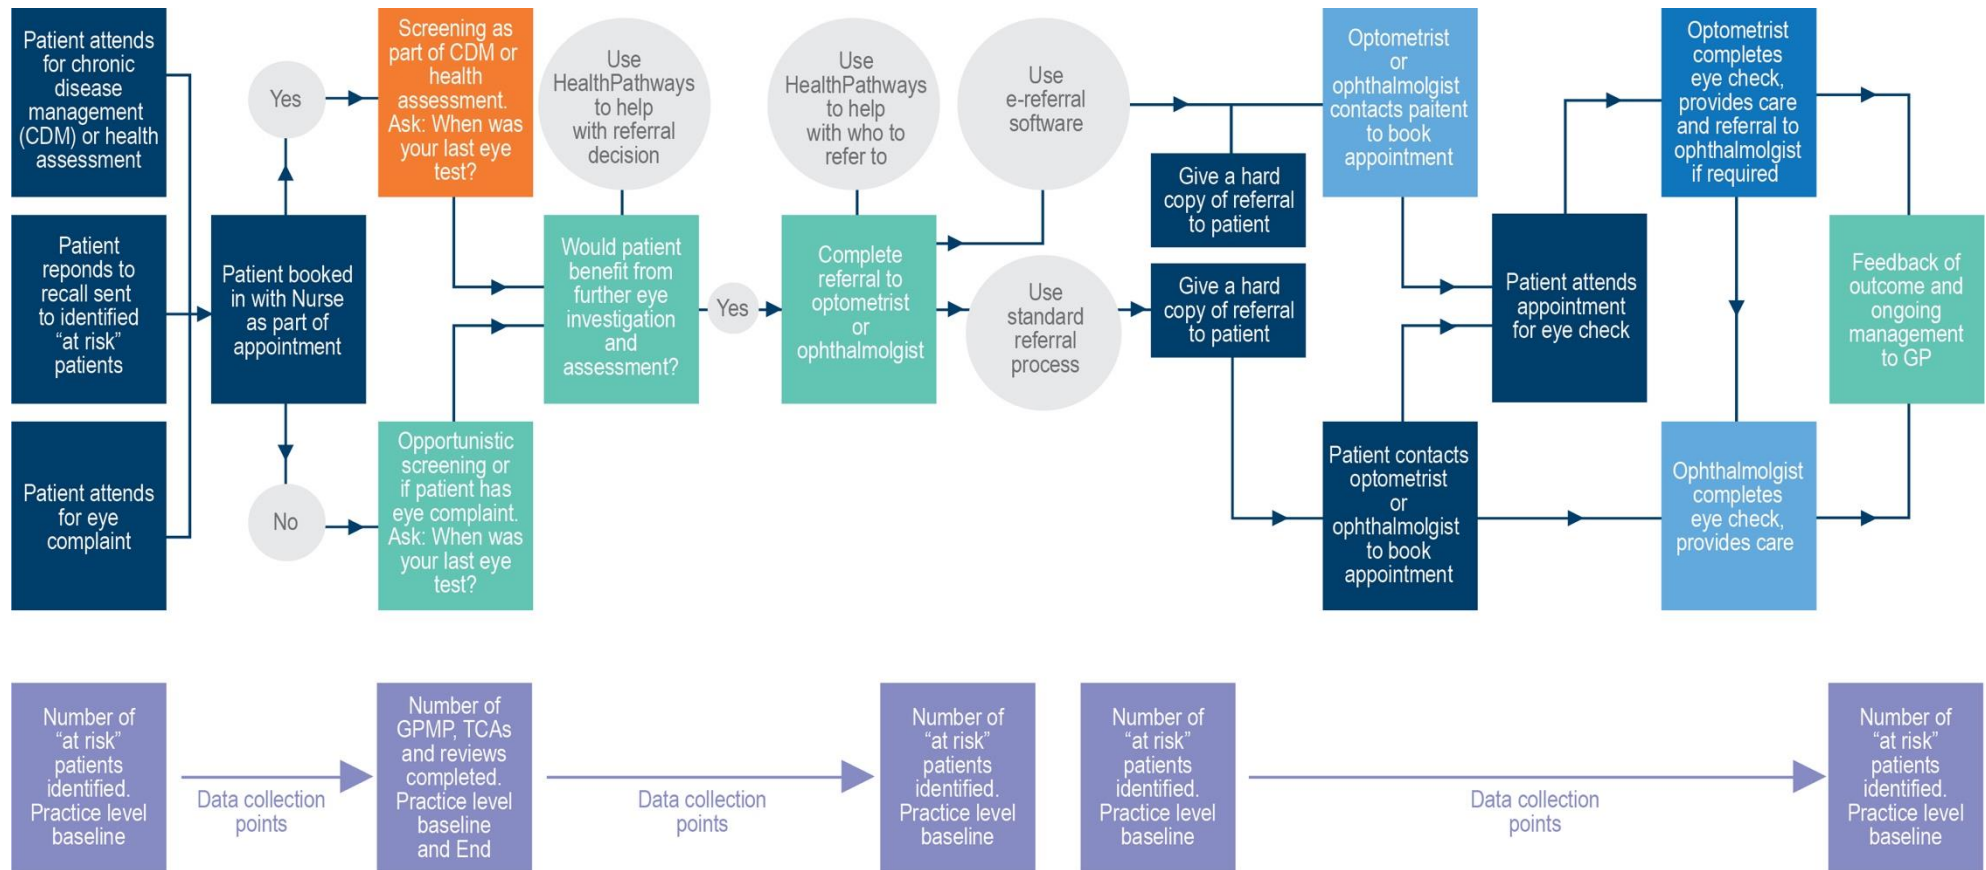 Patient attends
for chronic
disease
management
(CDM) or health
assessment
Patient
reponds to
recall sent
to identified
“at risk”
patients
Patient attends
for eye
complaint
Patient booked
in with Nurse
as part of
appointment
Yes
No
Screening as
part of CDM or
health
assessment.
Ask: When was
your last eye
test?
Opportunistic
screening or
if patient has
eye complaint.
Ask: When was
your last eye
test?
Use
HealthPathways
to help
with referral
decision
Would patient
benefit from
further eye
investigation
and
assessment?
Yes
Use
HealthPathways
to help
with who to
refer to
Complete
referral to
optometrist
or
ophthalmolgist
Use
e-referral
software
Use
standard
referral
process
Give a hard
copy of referral
to patient
Give a hard
copy of referral
to patient
Optometrist
or
ophthalmolgist
contacts paitent
to book
appointment
Patient contacts
optometrist
or
ophthalmolgist
to book
appointment
Patient attends
appointment
for eye check
Optometrist
completes
eye check,
provides care
and referral to
ophthalmolgist
if required
Ophthalmolgist
completes
eye check,
provides care
Feedback of
outcome and
ongoing
management
to GP
Number of
“at risk”
patients
identified.
Practice level
baseline
Data collection
points
Number of
GPMP, TCAs
and reviews
completed.
Practice level
baseline
and End
Data collection
points
Number of
“at risk”
patients
identified.
Practice level
baseline
Number of
“at risk”
patients
identified.
Practice level
baseline
Data collection
points
Number of
“at risk”
patients
identified.
Practice level
baseline